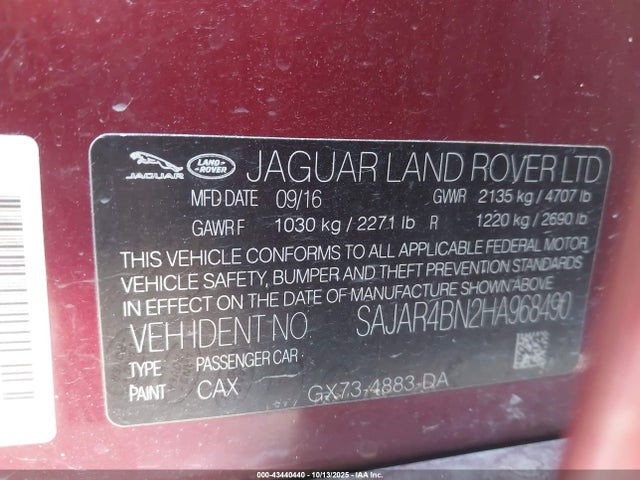 JAGUAR LAND-ROVER JAGUAR LAND ROVER LTD
MFD DATE 09/16 GWR 2135 kg / 4707 lb
GAWR F 1030 kg / 2271 lb R 1220 kg / 2690 lb
THIS VEHICLE CONFORMS TO ALL APPLICABLE FEDERAL MOTOR
VEHICLE SAFETY, BUMPER AND THEFT PREVENTION STANDARDS
IN EFFECT ON THE DATE OF MANUFACTURE SHOWN ABOVE
VEH IDENT NO SAJAR4BN2HA968490
TYPE PASSENGER CAR
PAINT CAX GX73-4883-DA
000-43440440 - 10/13/2025 - IAAI.COM